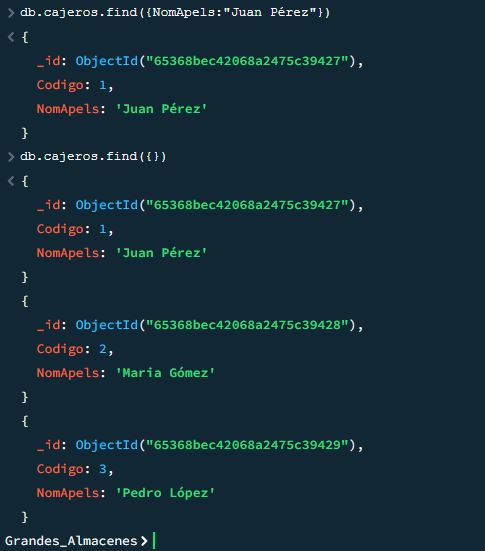 > db.cajeros.find({NomApels:"Juan Pérez"})
< {
_id: ObjectId("65368bec42068a2475c39427"),
Codigo: 1,
NomApels: 'Juan Pérez'
}
> db.cajeros.find({})
< {
_id: ObjectId("65368bec42068a2475c39427"),
Codigo: 1,
NomApels: 'Juan Pérez'
}
{
_id: ObjectId("65368bec42068a2475c39428"),
Codigo: 2,
NomApels: 'Maria Gómez'
}
{
_id: ObjectId("65368bec42068a2475c39429"),
Codigo: 3,
NomApels: 'Pedro López'
}
Grandes_Almacenes>